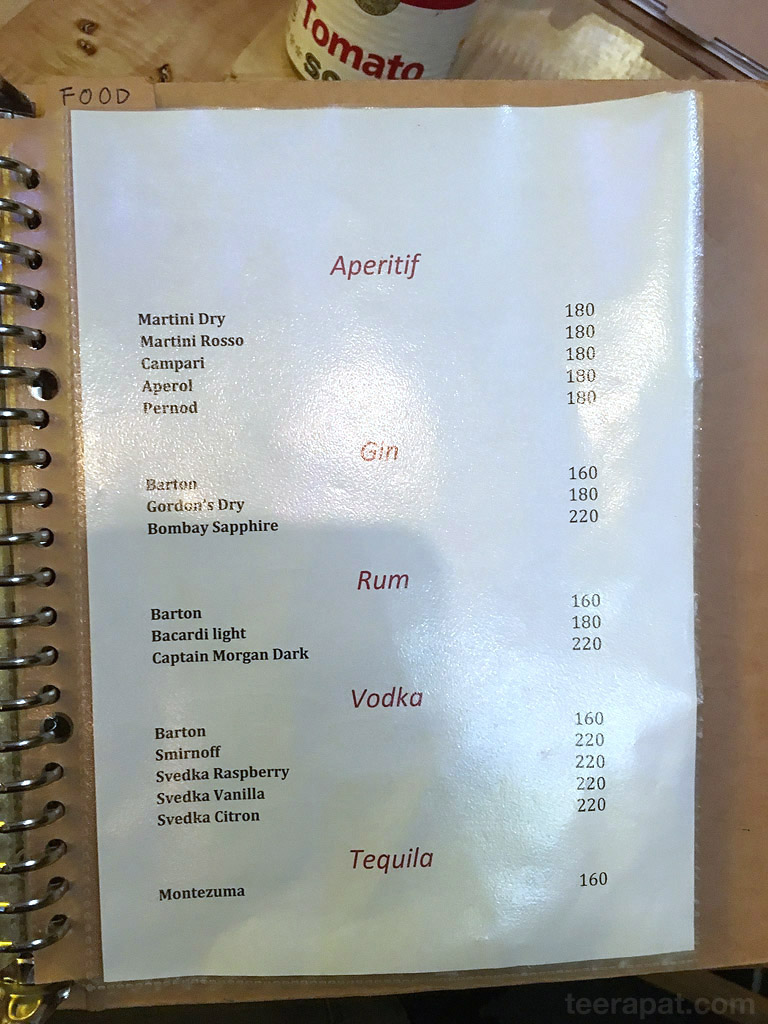 Tomato
FOOD
Aperitif
Martini Dry 180
Martini Rosso 180
Campari 180
Aperol 180
Pernod 180
Gin
Barton 160
Gordon's Dry 180
Bombay Sapphire 220
Rum
Barton 160
Bacardi light 180
Captain Morgan Dark 220
Vodka
Barton 160
Smirnoff 220
Svedka Raspberry 220
Svedka Vanilla 220
Svedka Citron 220
Tequila
Montezuma 160
teerapat.com